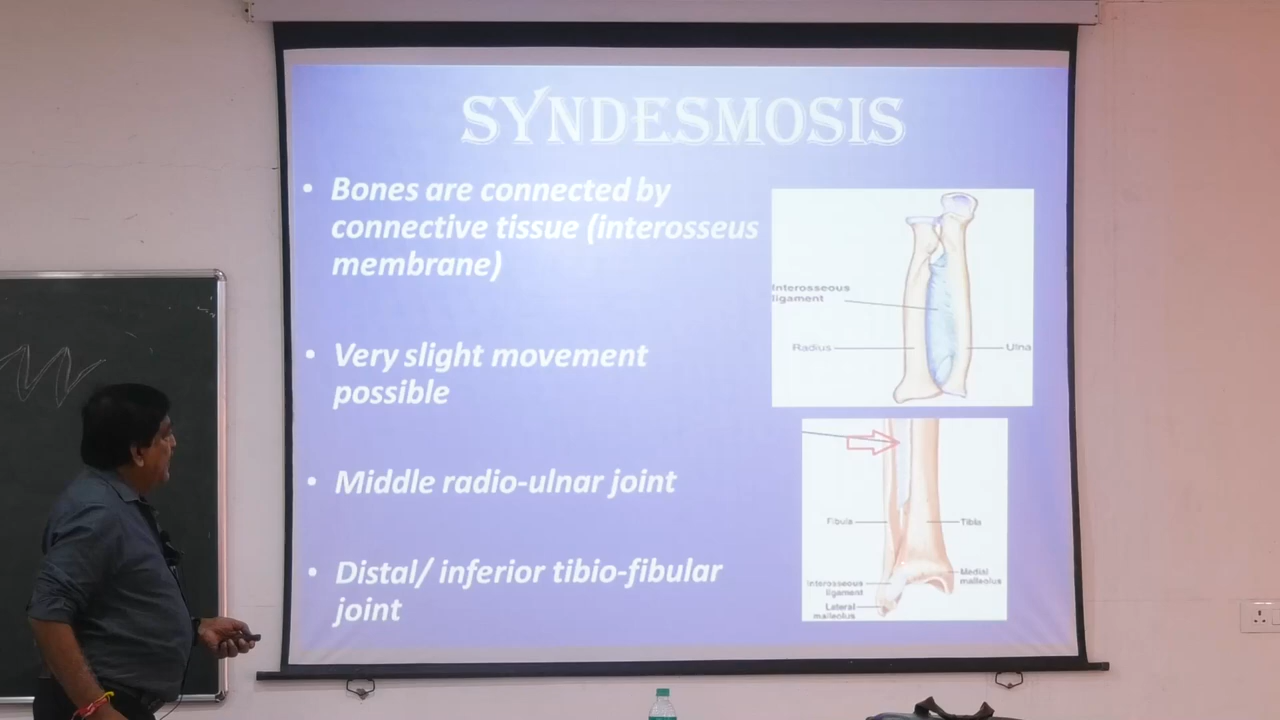 SYNDESMOSIS
• Bones are connected by
connective tissue (interosseus
membrane)
• Very slight movement
possible
• Middle radio-ulnar joint
• Distal/ inferior tibio-fibular
joint
Interosseous
ligament
Radius
Ulna
Fibula
Tibia
Interosseous
ligament
Medial
malleolus
Lateral
malleolus